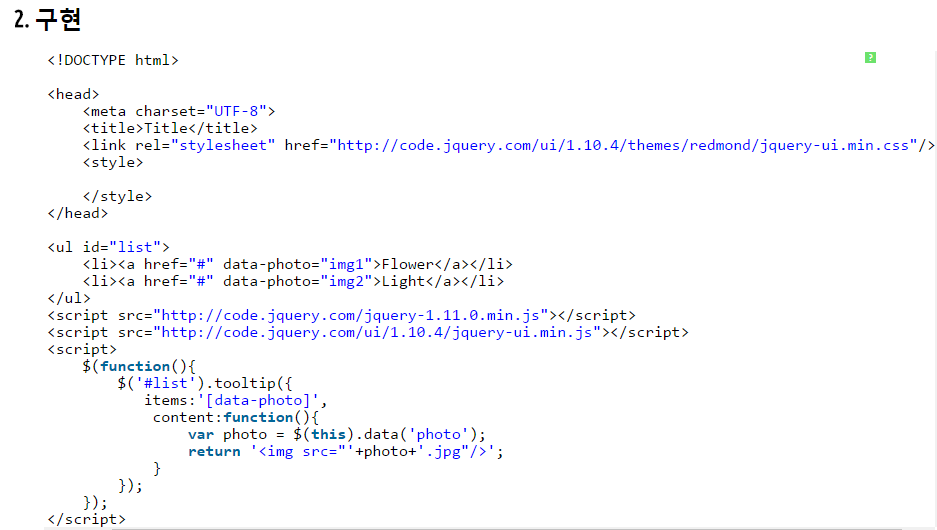 2. 구현
<!DOCTYPE html>
?
<head>
    <meta charset="UTF-8">
    <title>Title</title>
    <link rel="stylesheet" href="http://code.jquery.com/ui/1.10.4/themes/redmond/jquery-ui.min.css"/>
    <style>
    </style>
</head>
<ul id="list">
    <li><a href="#" data-photo="img1">Flower</a></li>
    <li><a href="#" data-photo="img2">Light</a></li>
</ul>
<script src="http://code.jquery.com/jquery-1.11.0.min.js"></script>
<script src="http://code.jquery.com/ui/1.10.4/jquery-ui.min.js"></script>
<script>
    $(function(){
        $('#list').tooltip({
           items:'[data-photo]',
            content:function(){
                var photo = $(this).data('photo');
                return '<img src="'+photo+'.jpg"/>';
            }
        });
    });
</script>